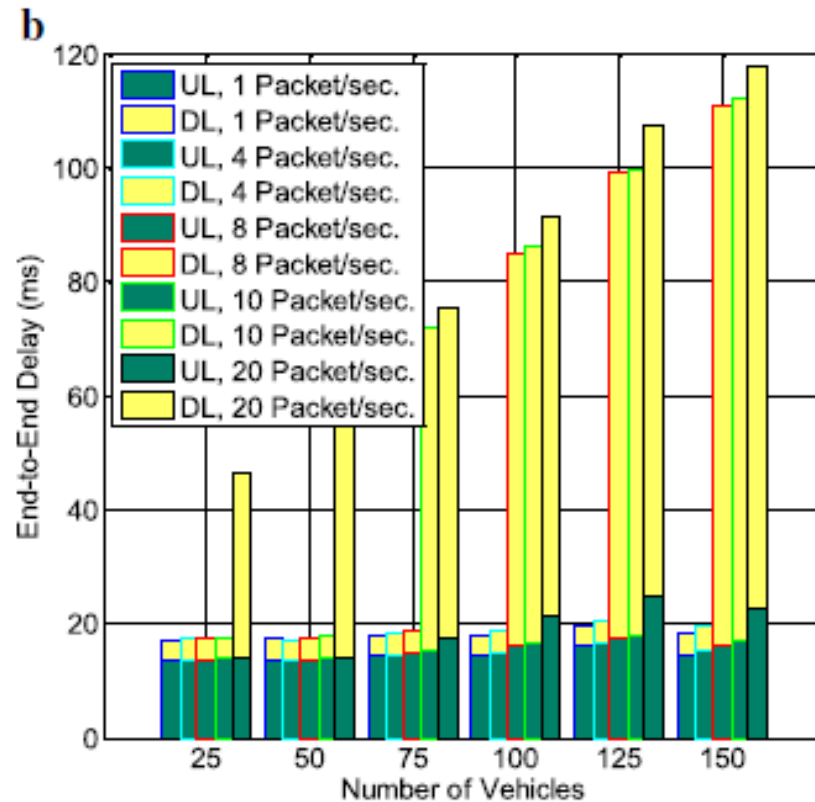 b
120
100
80
60
40
20
0
End-to-End Delay (ms)
UL, 1 Packet/sec.
DL, 1 Packet/sec.
UL, 4 Packet/sec.
DL, 4 Packet/sec.
UL, 8 Packet/sec.
DL, 8 Packet/sec.
UL, 10 Packet/sec.
DL, 10 Packet/sec.
UL, 20 Packet/sec.
DL, 20 Packet/sec.
25 50 75 100 125 150
Number of Vehicles